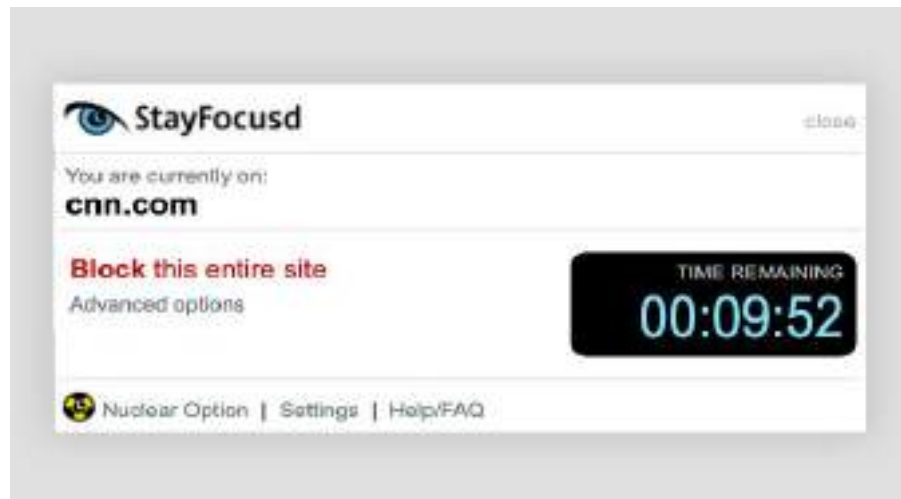 StayFocusd
close
You are currently on:
cnn.com
Block this entire site
Advanced options
TIME REMAINING
00:09:52
Nuclear Option | Settings | Help/FAQ